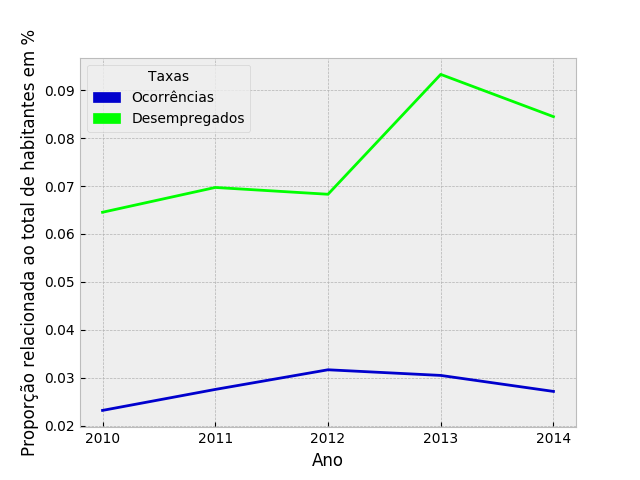 Proporção relacionada ao total de habitantes em %
Taxas
Ocorrências
Desempregados
0.09
0.08
0.07
0.06
0.05
0.04
0.03
0.02
2010 2011 2012 2013 2014
Ano